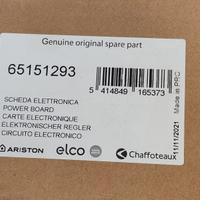 Genuine original spare part
65151293
5 414849 165373
SCHEDA ELETTRONICA
POWER BOARD
CARTE ELECTRONIQUE
ELEKTRONISCHER REGLER
CIRCUITO ELECTRONICO
Made in PRC
11/11/2021
ARISTON elco Chaffoteaux